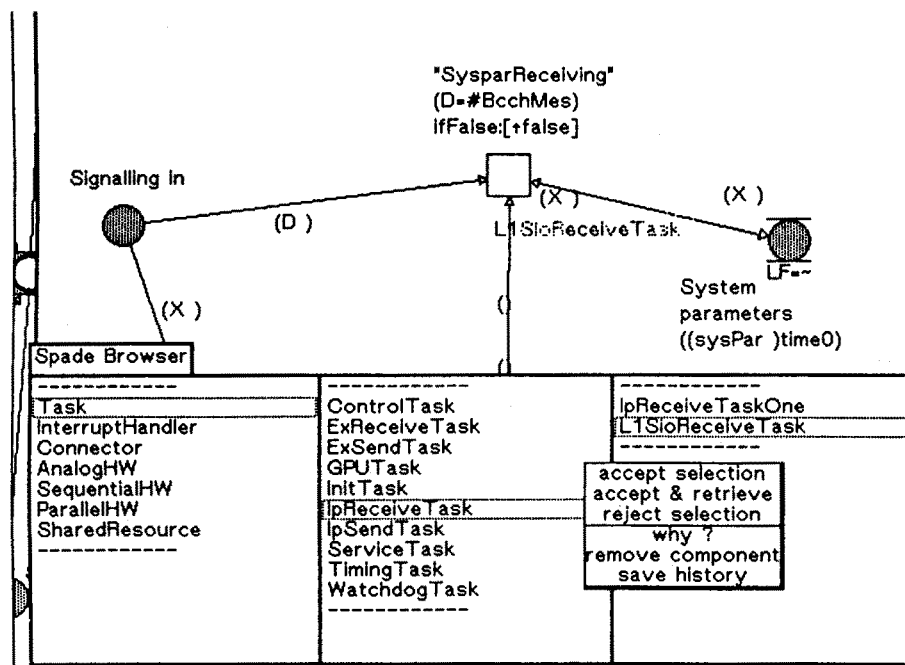 "SysparReceiving"
(D=#BcchMes)
ifFalse:[↑false]
Signalling in
(D )
(X )
(X )
L1SioReceiveTask
LF=~
System
parameters
((sysPar )time0)
(X )
()
Spade Browser
()
--------------
Task
InterruptHandler
Connector
AnalogHW
SequentialHW
ParallelHW
SharedResource
--------------
--------------
ControlTask
ExReceiveTask
ExSendTask
GPUTask
InitTask
IpReceiveTask
IpSendTask
ServiceTask
TimingTask
WatchdogTask
--------------
--------------
IpReceiveTaskOne
L1SioReceiveTask
--------------
accept selection
accept & retrieve
reject selection
why ?
remove component
save history